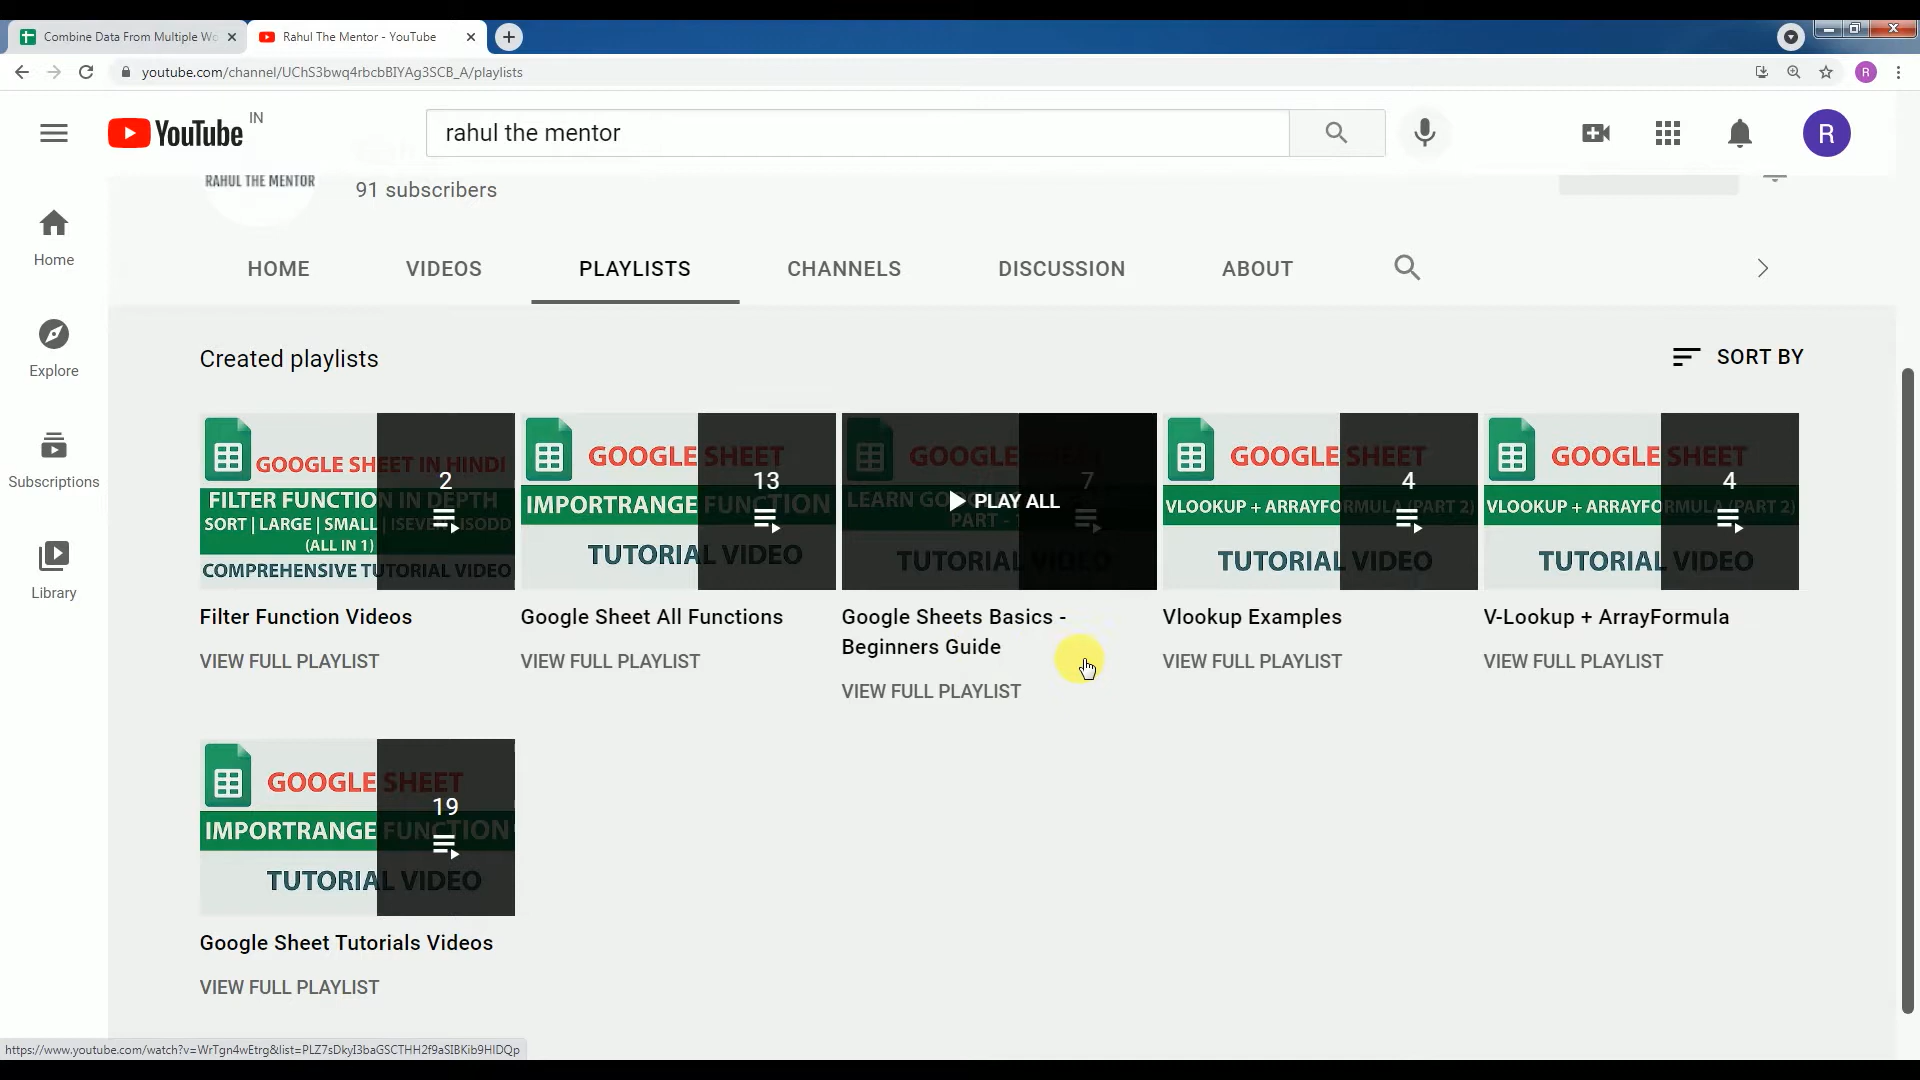 Combine Data From Multiple Wo
Rahul The Mentor - YouTube
youtube.com/channel/UChS3bwq4rbcbBIYAg3SCB_A/playlists
R
YouTube IN
rahul the mentor
R
RAHUL THE MENTOR
91 subscribers
Home
Explore
Subscriptions
Library
HOME
VIDEOS
PLAYLISTS
CHANNELS
DISCUSSION
ABOUT
Created playlists
SORT BY
GOOGLE SHEET IN HINDI
FILTER FUNCTION IN DEPTH
SORT | LARGE | SMALL | ISEVEN | ISODD
(ALL IN 1)
COMPREHENSIVE TUTORIAL VIDEO
2
Filter Function Videos
VIEW FULL PLAYLIST
GOOGLE SHEET
IMPORTRANGE FUNCTION
TUTORIAL VIDEO
13
Google Sheet All Functions
VIEW FULL PLAYLIST
GOOGLE SHEET
PLAY ALL
PART -
TUTORIAL VIDEO
7
Google Sheets Basics -
Beginners Guide
VIEW FULL PLAYLIST
GOOGLE SHEET
VLOOKUP + ARRAYFORMULA (PART 2)
TUTORIAL VIDEO
4
Vlookup Examples
VIEW FULL PLAYLIST
GOOGLE SHEET
VLOOKUP + ARRAYFORMULA (PART 2)
TUTORIAL VIDEO
4
V-Lookup + ArrayFormula
VIEW FULL PLAYLIST
GOOGLE SHEET
IMPORTRANGE FUNCTION
TUTORIAL VIDEO
19
Google Sheet Tutorials Videos
VIEW FULL PLAYLIST
https://www.youtube.com/watch?v=WrTgn4wEtrg&list=PLZ7sDkyI3baGSCTHH2f9aSIBKib9HIDQp